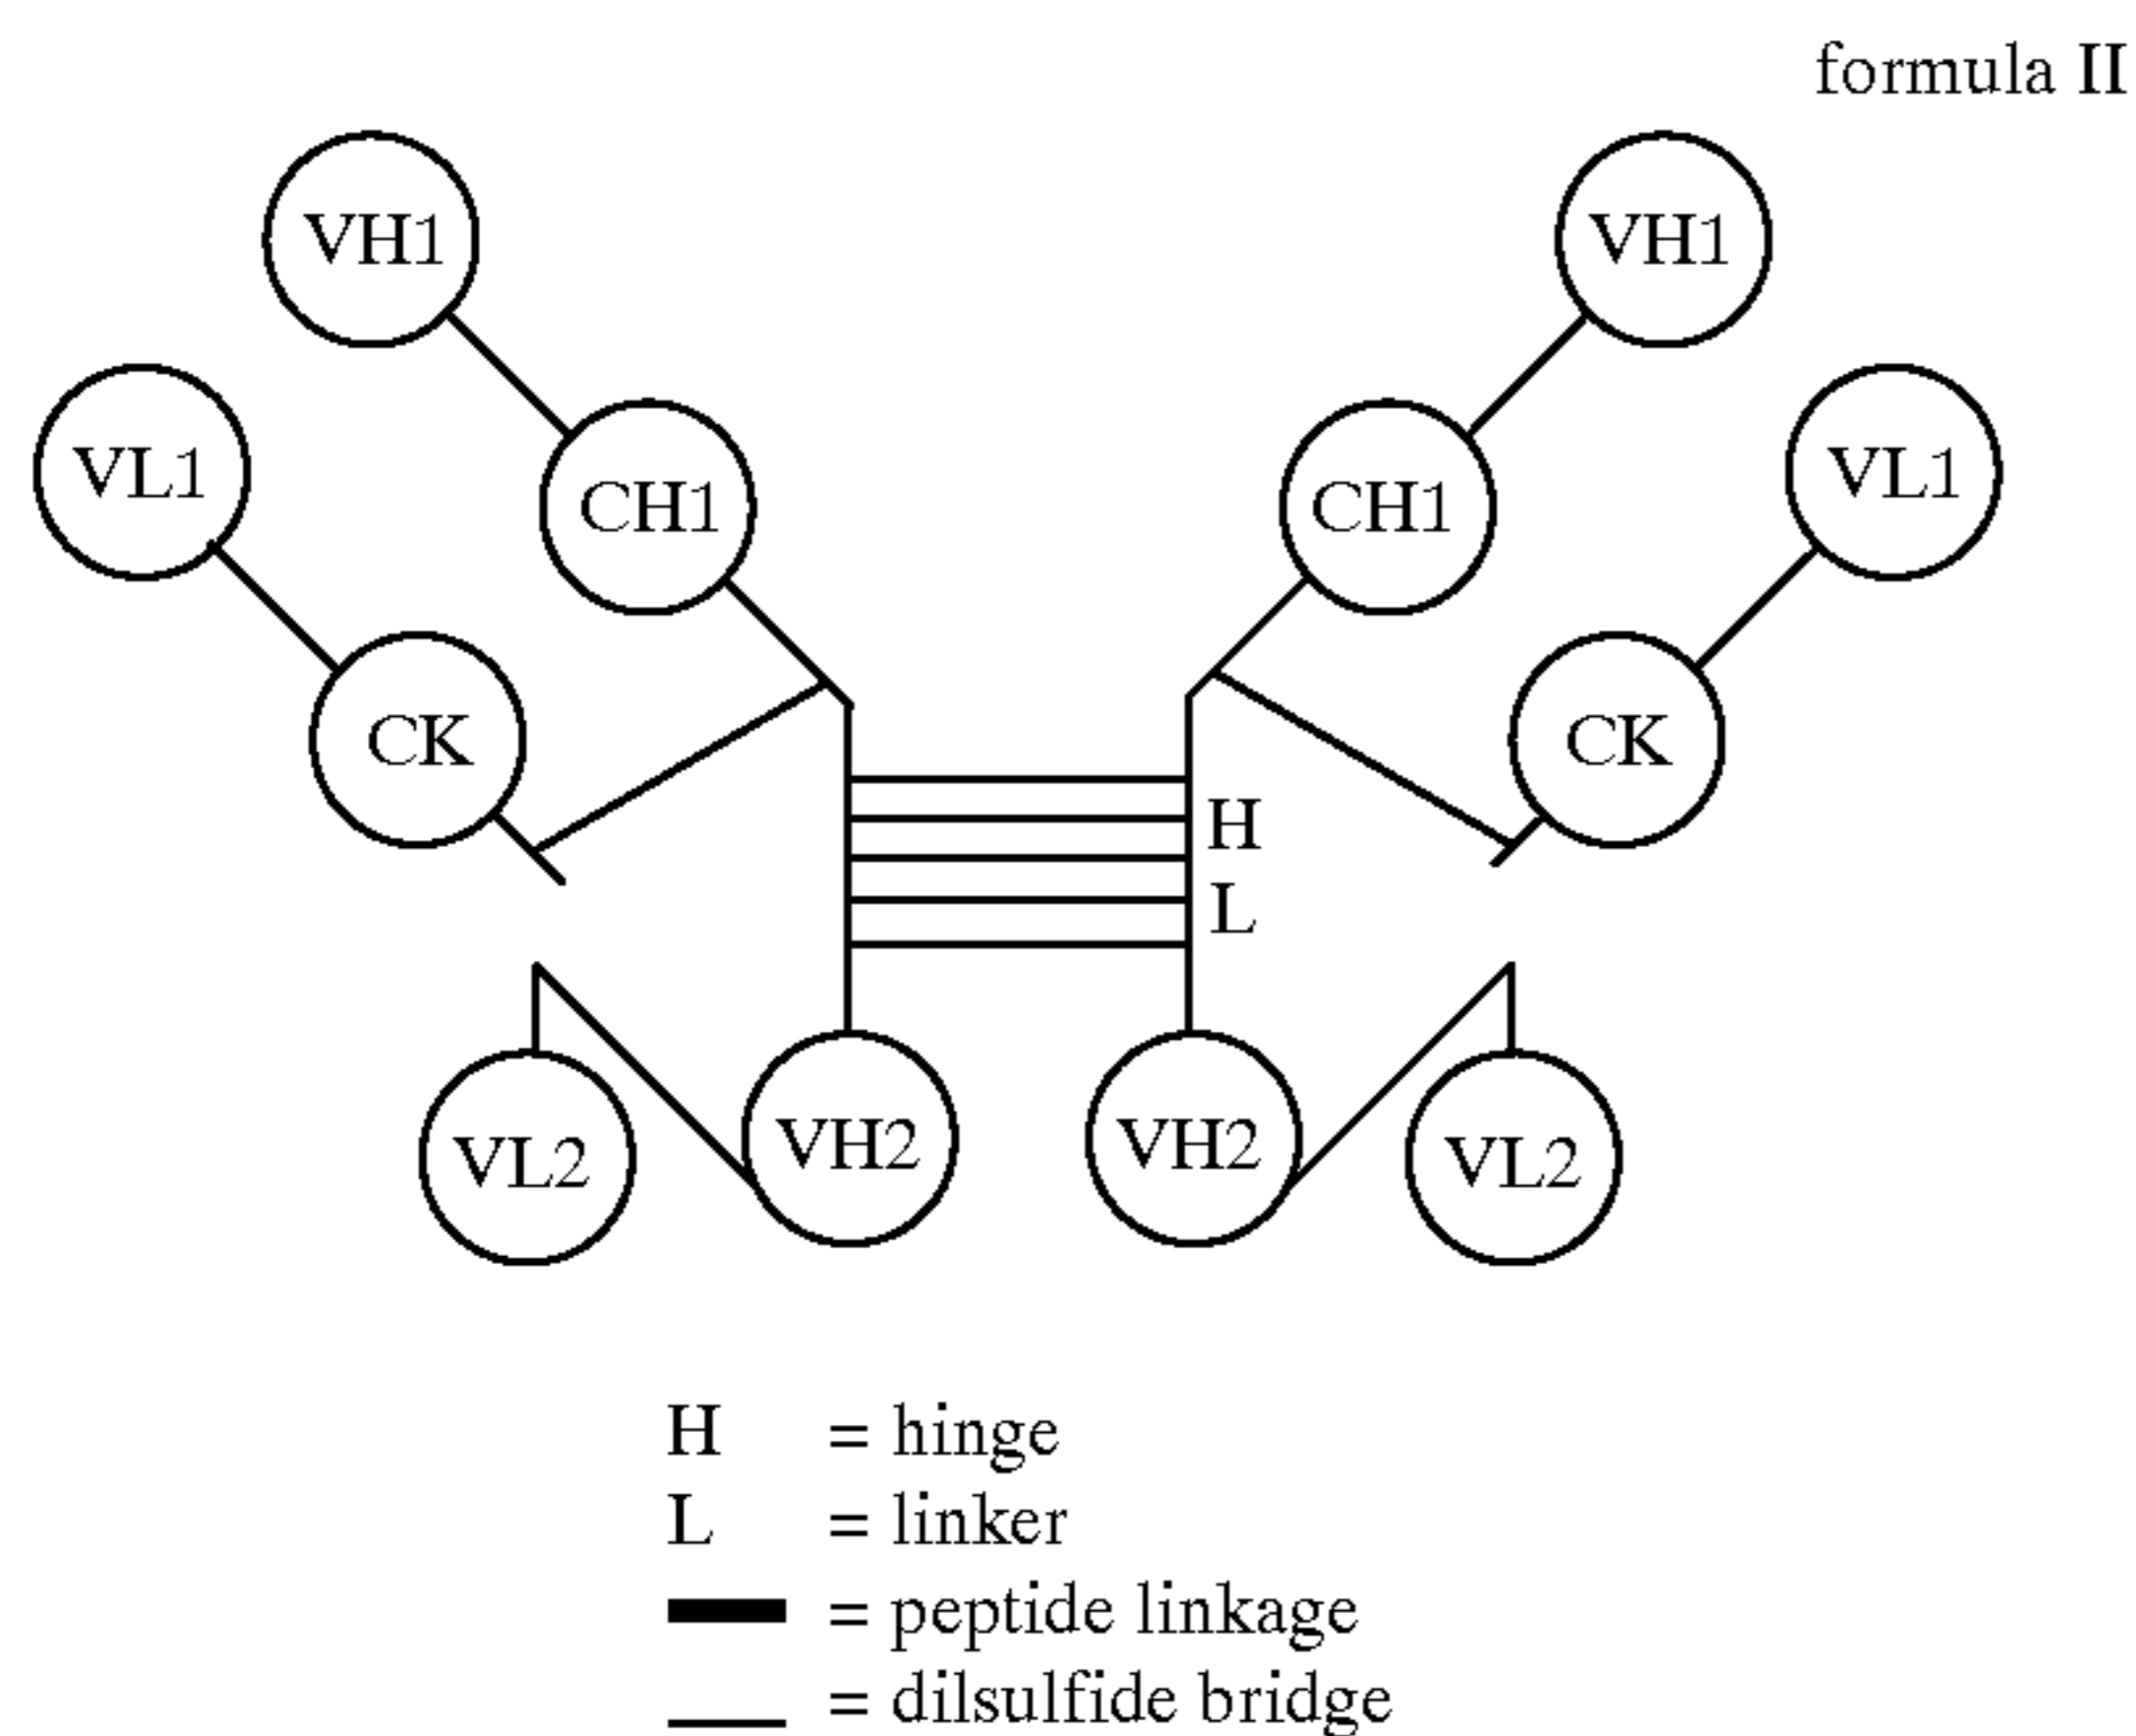 formula II
VH1 VH1
VL1 CH1 CH1 VL1
CK CK
H
L
VL2 VH2 VH2 VL2
H = hinge
L = linker
= peptide linkage
= dilsulfide bridge